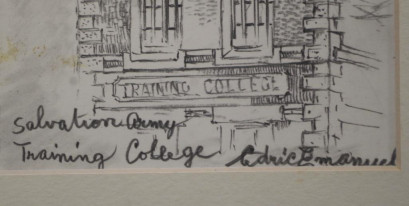 TRAINING COLLEGE
Salvation Army
Training College Cedric Emanuel